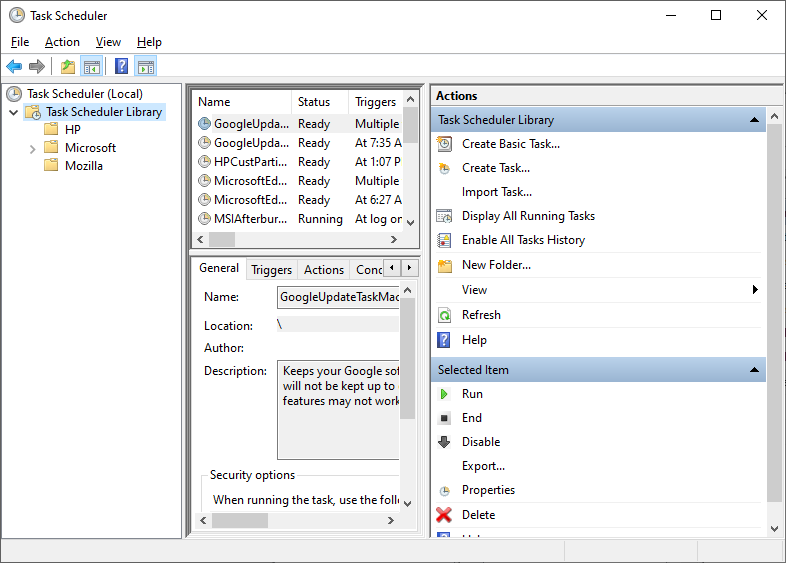 Task Scheduler
File Action View Help
Task Scheduler (Local)
Task Scheduler Library
HP
Microsoft
Mozilla
Name Status Triggers
GoogleUpda... Ready Multiple
GoogleUpda... Ready At 7:35 A
HPCustParti... Ready At 1:07 P
MicrosoftEd... Ready Multiple
MicrosoftEd... Ready At 6:27 A
MSIAfterbur... Running At log on
General Triggers Actions Conc
Name: GoogleUpdateTaskMac
Location: \
Author:
Description: Keeps your Google sof
will not be kept up to
features may not work
Security options
When running the task, use the follo
Actions
Task Scheduler Library
Create Basic Task...
Create Task...
Import Task...
Display All Running Tasks
Enable All Tasks History
New Folder...
View
Refresh
Help
Selected Item
Run
End
Disable
Export...
Properties
Delete